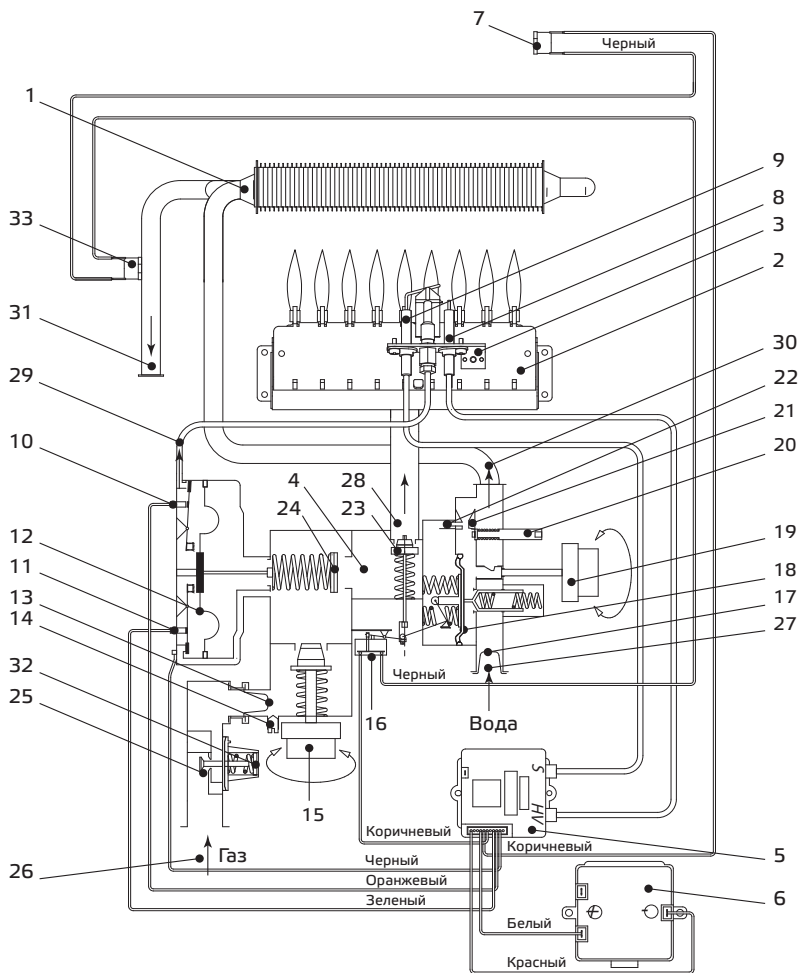 7
Черный
1
9
8
3
2
33
31
30
22
21
20
29
10
4
28
24
23
12
11
13
14
19
18
17
27
32
25
Черный
16
Вода
15
S
HV
Коричневый
Коричневый
5
26
Газ
Черный
Оранжевый
Зеленый
6
Белый
Красный
+
-